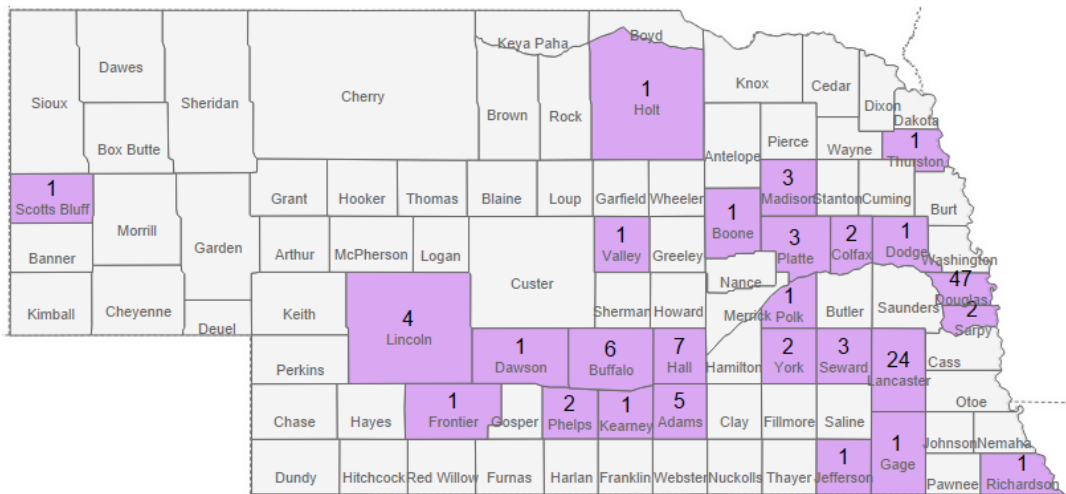 Keya Paha
Boyd
Dawes
Sioux
Sheridan
Cherry
1
Holt
Knox
Cedar
Dixon
Dakota
Brown
Rock
Box Butte
Antelope
Pierce
Wayne
1
Thurston
1
Scotts Bluff
Grant
Hooker
Thomas
Blaine
Loup
Garfield
Wheeler
3
Madison
Stanton
Cuming
Burt
Banner
Morrill
Garden
Arthur
McPherson
Logan
1
Valley
Greeley
1
Boone
3
Platte
2
Colfax
1
Dodge
Washington
Kimball
Cheyenne
Deuel
Keith
Custer
Sherman
Howard
Nance
Merrick
1
Polk
Butler
Saunders
47
Douglas
2
Sarpy
4
Lincoln
Perkins
1
Dawson
6
Buffalo
7
Hall
Hamilton
2
York
3
Seward
24
Lancaster
Cass
Otoe
Chase
Hayes
1
Frontier
Gosper
2
Phelps
1
Kearney
5
Adams
Clay
Fillmore
Saline
Dundy
Hitchcock
Red Willow
Furnas
Harlan
Franklin
Webster
Nuckolls
Thayer
1
Jefferson
1
Gage
Johnson
Nemaha
Pawnee
1
Richardson